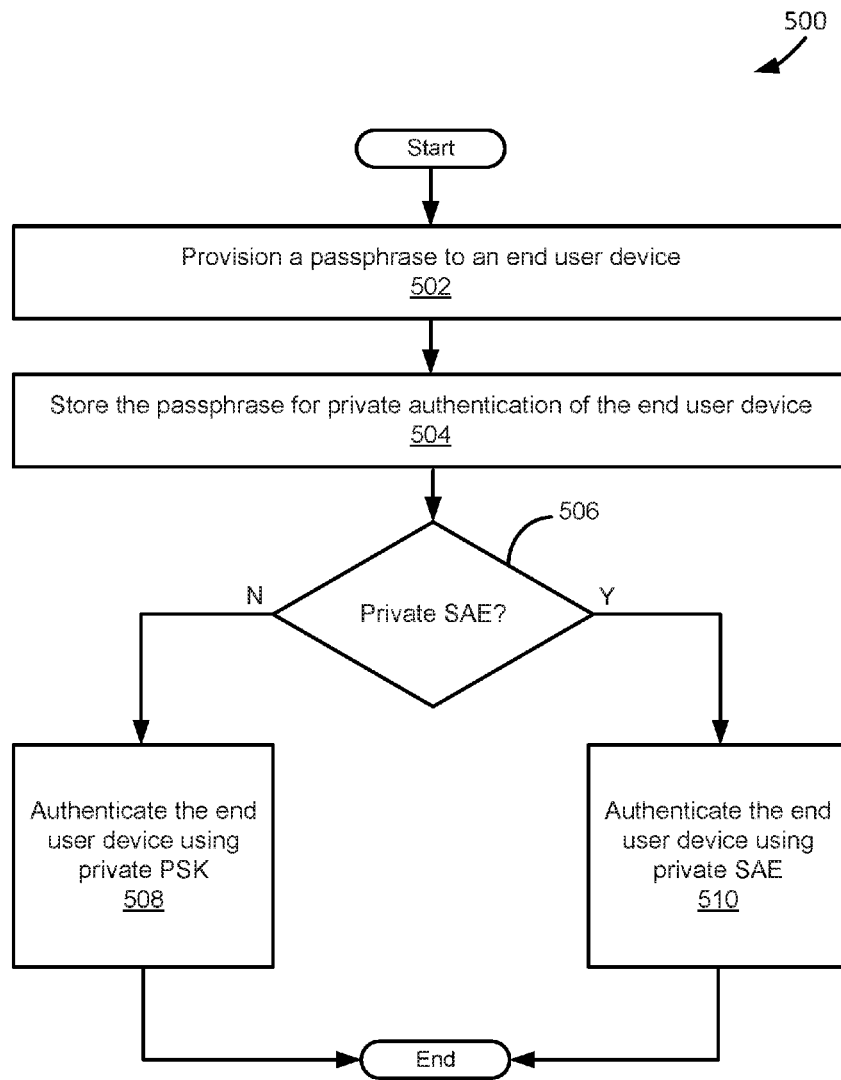 500
Start
Provision a passphrase to an end user device
502
Store the passphrase for private authentication of the end user device
504
506
N
Private SAE?
Y
Authenticate the end
user device using
private PSK
508
Authenticate the end
user device using
private SAE
510
End